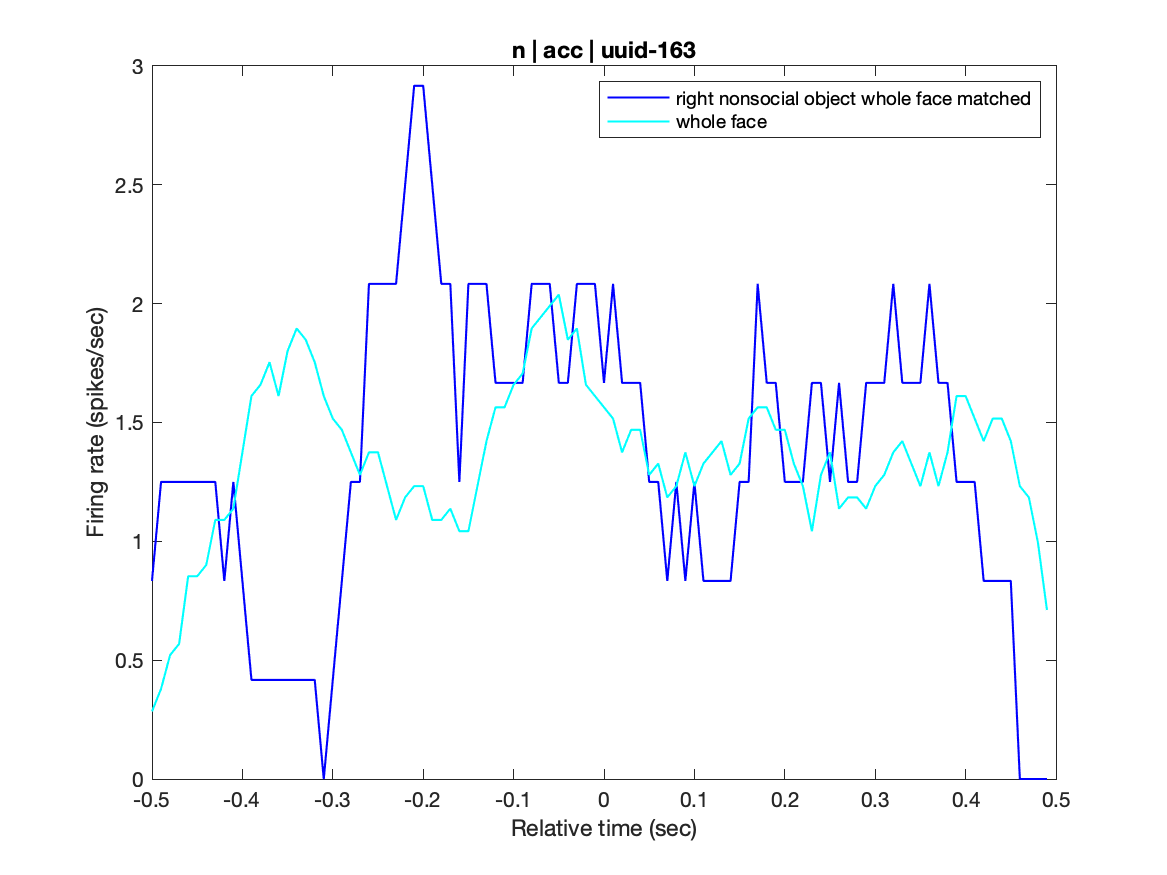 n | acc | uuid-163
right nonsocial object whole face matched
whole face
Firing rate (spikes/sec)
3
2.5
2
1.5
1
0.5
0
-0.5 -0.4 -0.3 -0.2 -0.1 0 0.1 0.2 0.3 0.4 0.5
Relative time (sec)